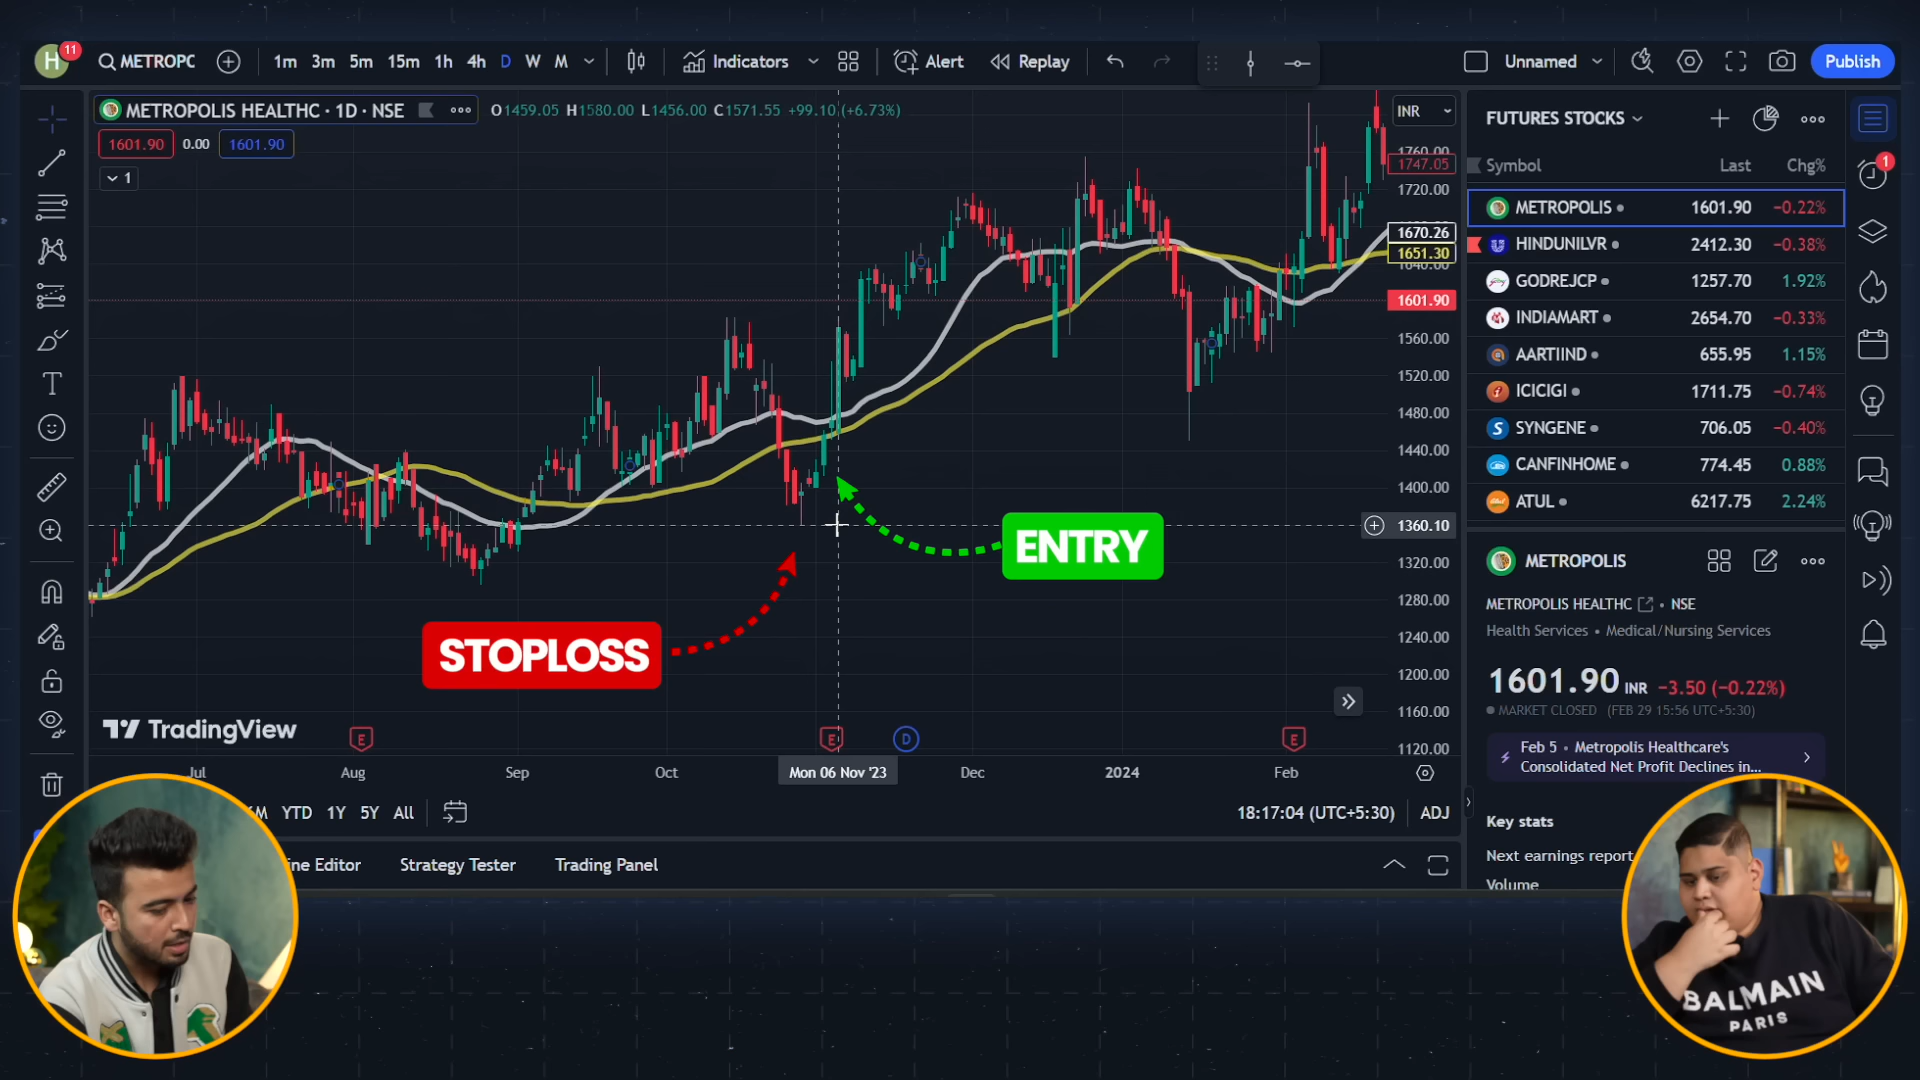 H
11
METROPC
1m 3m 5m 15m 1h 4h D W M
Indicators
Alert
Replay
Unnamed
Publish
METROPOLIS HEALTHC · 1D · NSE
O1459.05 H1580.00 L1456.00 C1571.55 +99.10 (+6.73%)
1601.90 0.00 1601.90
1
INR
1760.00
1747.05
1720.00
1670.26
1651.30
1640.00
1601.90
1560.00
1520.00
1480.00
1440.00
1400.00
1360.10
1320.00
1280.00
1240.00
1200.00
1160.00
1120.00
ENTRY
STOPLOSS
TradingView
E
E
D
E
Jul Aug Sep Oct Mon 06 Nov '23 Dec 2024 Feb
YTD 1Y 5Y All
18:17:04 (UTC+5:30) ADJ
ine Editor Strategy Tester Trading Panel
FUTURES STOCKS
Symbol Last Chg%
METROPOLIS 1601.90 −0.22%
HINDUNILVR 2412.30 −0.38%
GODREJCP 1257.70 1.92%
INDIAMART 2654.70 −0.33%
AARTIIND 655.95 1.15%
ICICIGI 1711.75 −0.74%
SYNGENE 706.05 −0.40%
CANFINHOME 774.45 0.88%
ATUL 6217.75 2.24%
1
METROPOLIS
METROPOLIS HEALTHC • NSE
Health Services • Medical/Nursing Services
1601.90 INR −3.50 (−0.22%)
MARKET CLOSED (FEB 29 15:56 UTC+5:30)
Feb 5 • Metropolis Healthcare's
Consolidated Net Profit Declines in...
Key stats
Next earnings report
Volume
BALMAIN
PARIS